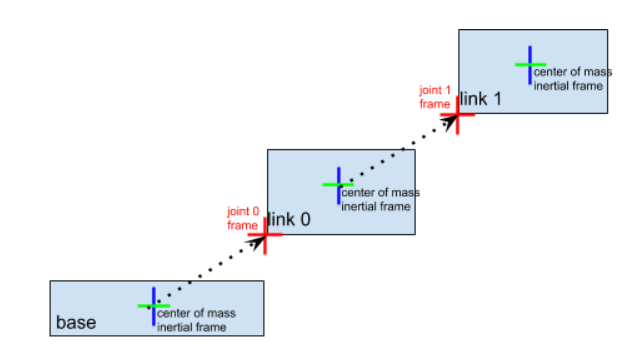 joint 1
frame
link 1
center of mass
inertial frame
joint 0
frame
link 0
center of mass
inertial frame
base
center of mass
inertial frame